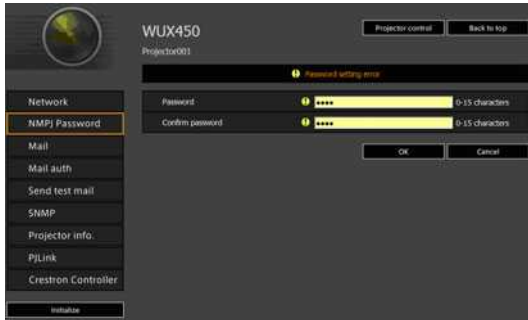 WUX450
Projector001
Projector control
Back to top
Password setting error
Network
NMPJ Password
Mail
Mail auth
Send test mail
SNMP
Projector info.
PJLink
Crestron Controller
Initialize
Password
•••• 0-15 characters
Confirm password
•••• 0-15 characters
OK
Cancel